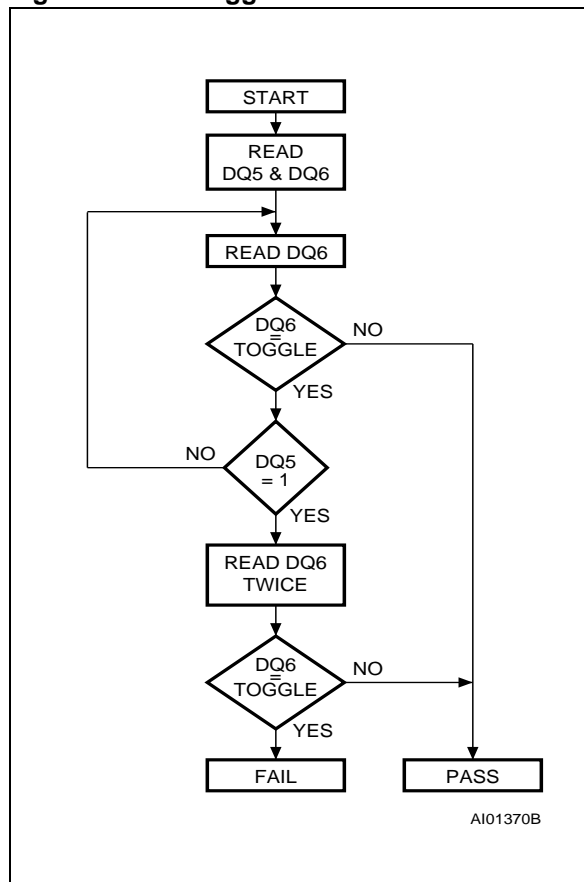 START
READ
DQ5 & DQ6
READ DQ6
DQ6
=
TOGGLE
NO
YES
NO
DQ5
= 1
YES
READ DQ6
TWICE
DQ6
=
TOGGLE
NO
YES
FAIL
PASS
AI01370B